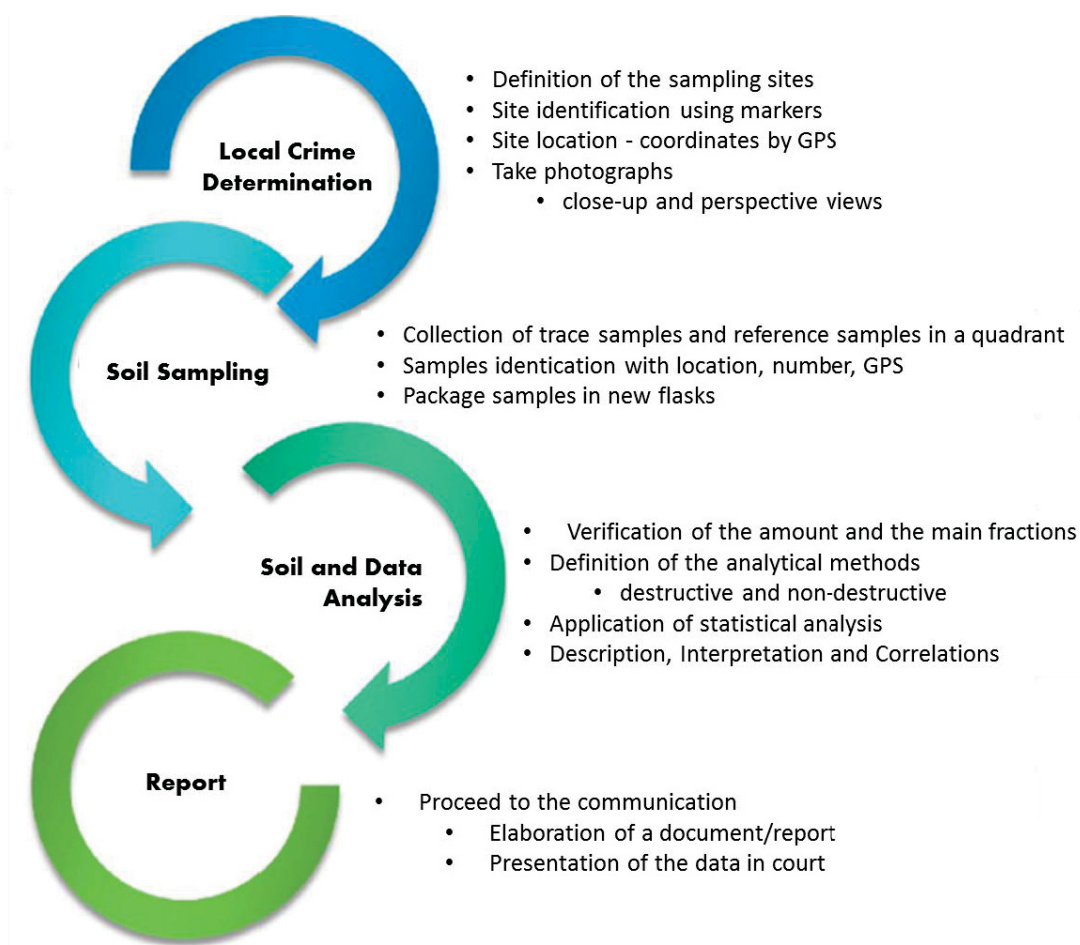 Local Crime
Determination
• Definition of the sampling sites
• Site identification using markers
• Site location - coordinates by GPS
• Take photographs
• close-up and perspective views
Soil Sampling
• Collection of trace samples and reference samples in a quadrant
• Samples identication with location, number, GPS
• Package samples in new flasks
Soil and Data
Analysis
• Verification of the amount and the main fractions
• Definition of the analytical methods
• destructive and non-destructive
• Application of statistical analysis
• Description, Interpretation and Correlations
Report
• Proceed to the communication
• Elaboration of a document/report
• Presentation of the data in court